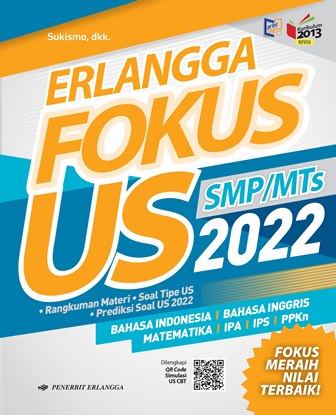 Sukismo, dkk.
print
Kurikulum
2013
REVISI
ERLANGGA
FOKUS
US
SMP/MTs
2022
• Rangkuman Materi • Soal Tipe US
• Prediksi Soal US 2022
BAHASA INDONESIA | BAHASA INGGRIS
MATEMATIKA | IPA | IPS | PPKn
Dilengkapi
QR Code
Simulasi
US CBT
FOKUS
MERAIH
NILAI
TERBAIK!
PENERBIT ERLANGGA